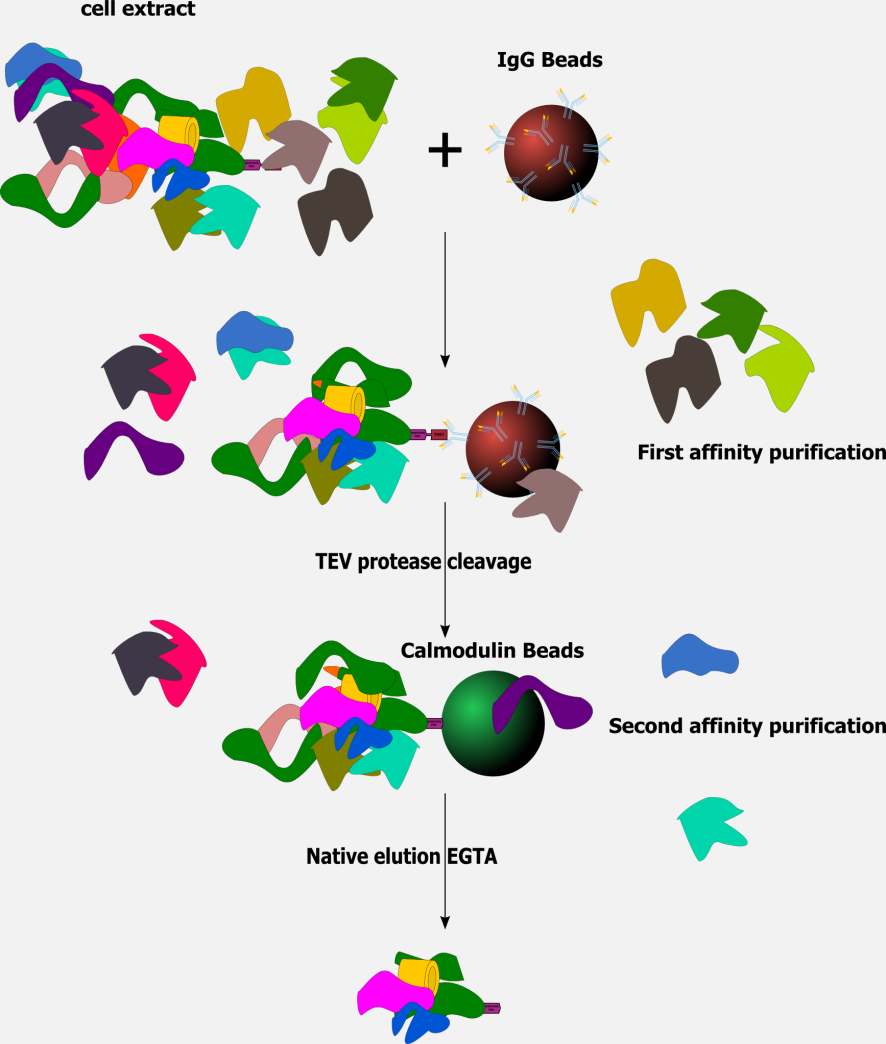 cell extract
IgG Beads
+
First affinity purification
TEV protease cleavage
Calmodulin Beads
Second affinity purification
Native elution EGTA